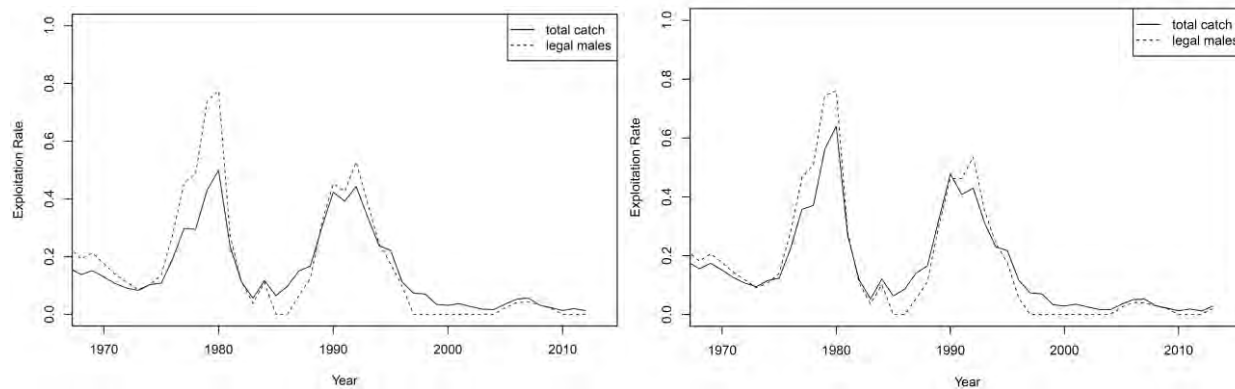 total catch
legal males
Exploitation Rate
0.0 0.2 0.4 0.6 0.8 1.0
1970 1980 1990 2000 2010
Year
total catch
legal males
Exploitation Rate
0.0 0.2 0.4 0.6 0.8 1.0
1970 1980 1990 2000 2010
Year